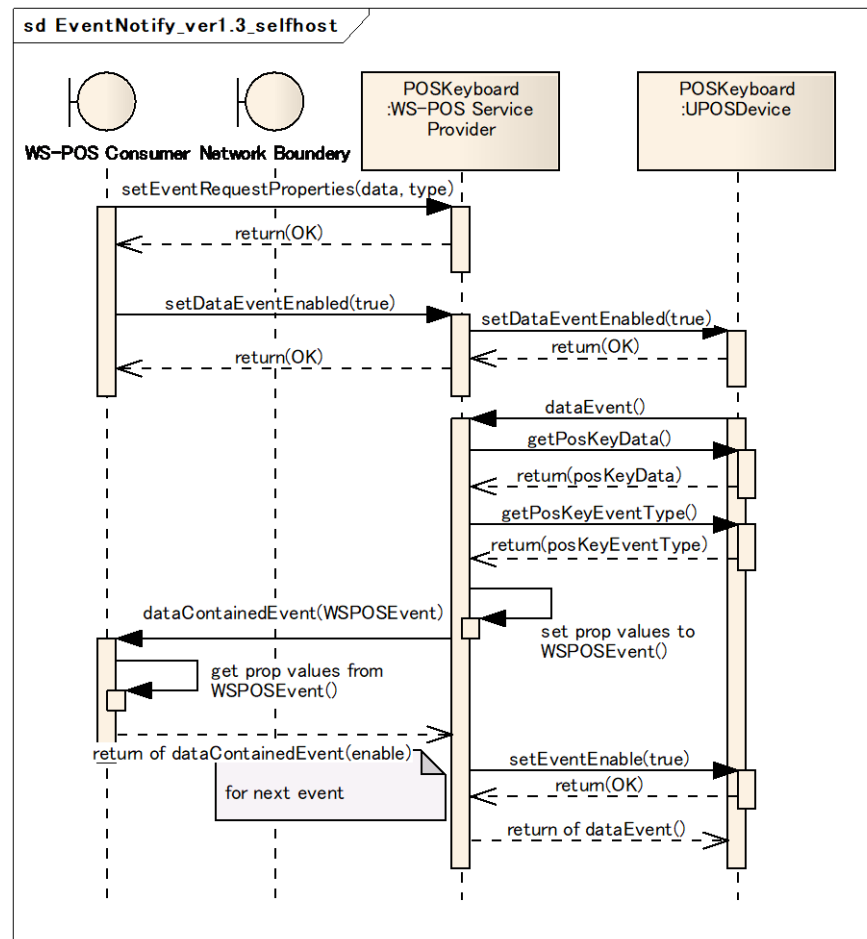 sd EventNotify_ver1.3_selfhost
WS-POS Consumer
Network Boundery
POSKeyboard
:WS-POS Service
Provider
POSKeyboard
:UPOSDevice
setEventRequestProperties(data, type)
return(OK)
setDataEventEnabled(true)
setDataEventEnabled(true)
return(OK)
return(OK)
dataEvent()
getPosKeyData()
return(posKeyData)
getPosKeyEventType()
return(posKeyEventType)
dataContainedEvent(WSPOSEvent)
set prop values to
WSPOSEvent()
get prop values from
WSPOSEvent()
return of dataContainedEvent(enable)
for next event
setEventEnable(true)
return(OK)
return of dataEvent()